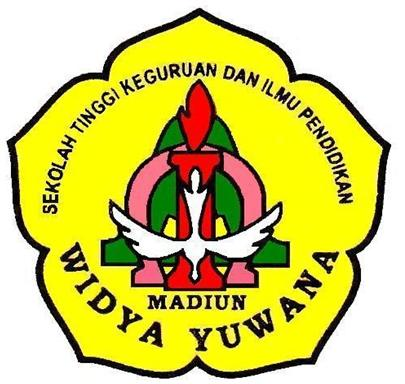 SEKOLAH TINGGI KEGURUAN DAN ILMU PENDIDIKAN
MADIUN
WIDYA YUWANA